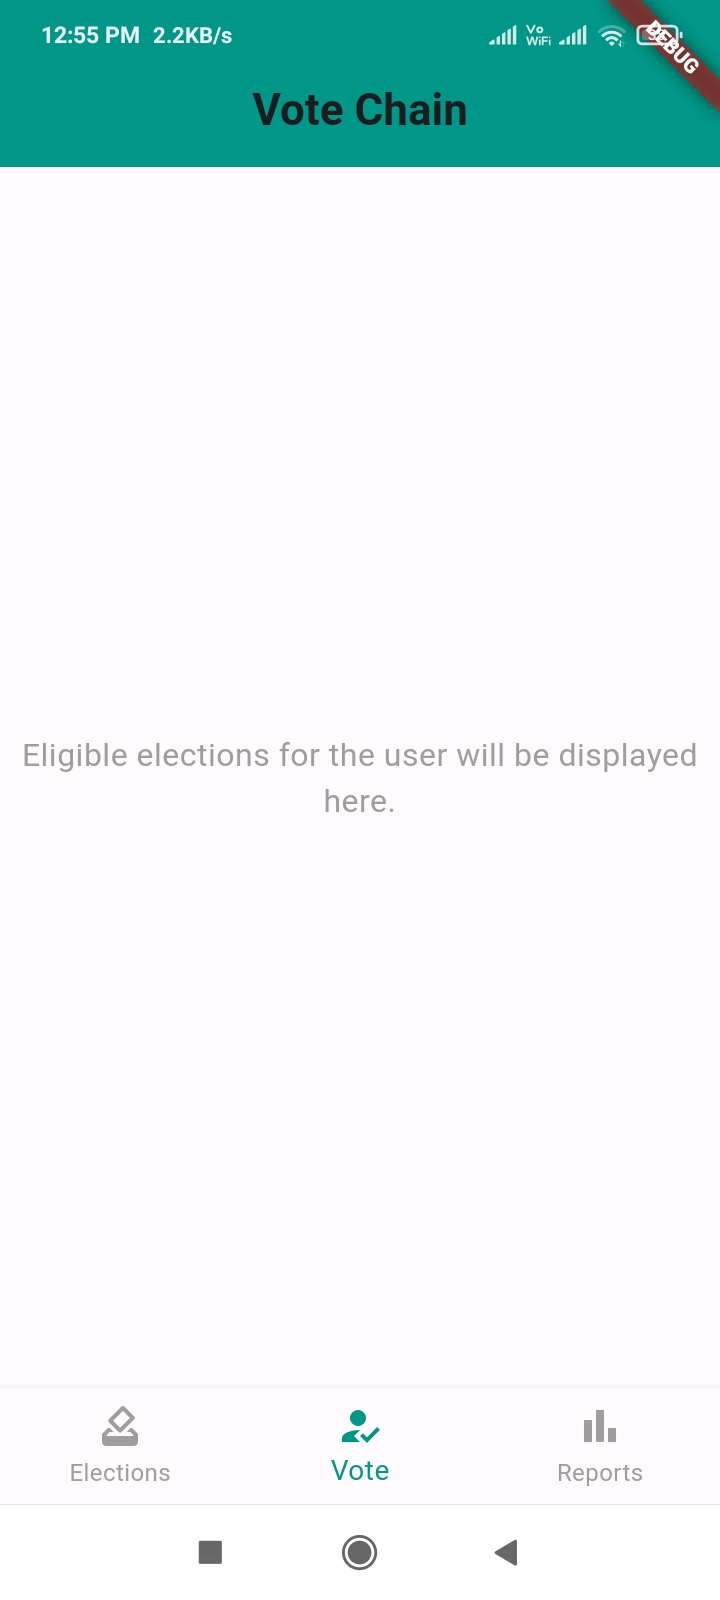 12:55 PM 2.2KB/s
Vo
WiFi
DEBUG
Vote Chain
Eligible elections for the user will be displayed
here.
Elections
Vote
Reports